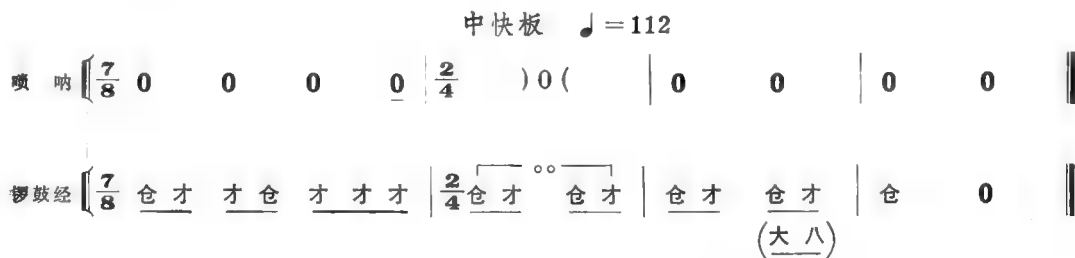 中快板 ♩=112
唢呐 7/8 0 0 0 0 | 2/4 )0( | 0 0 | 0 0
锣鼓经 7/8 仓才 才仓 才才才 | 2/4 仓才 仓才 | 仓才 仓才 | 仓 0
(大八)